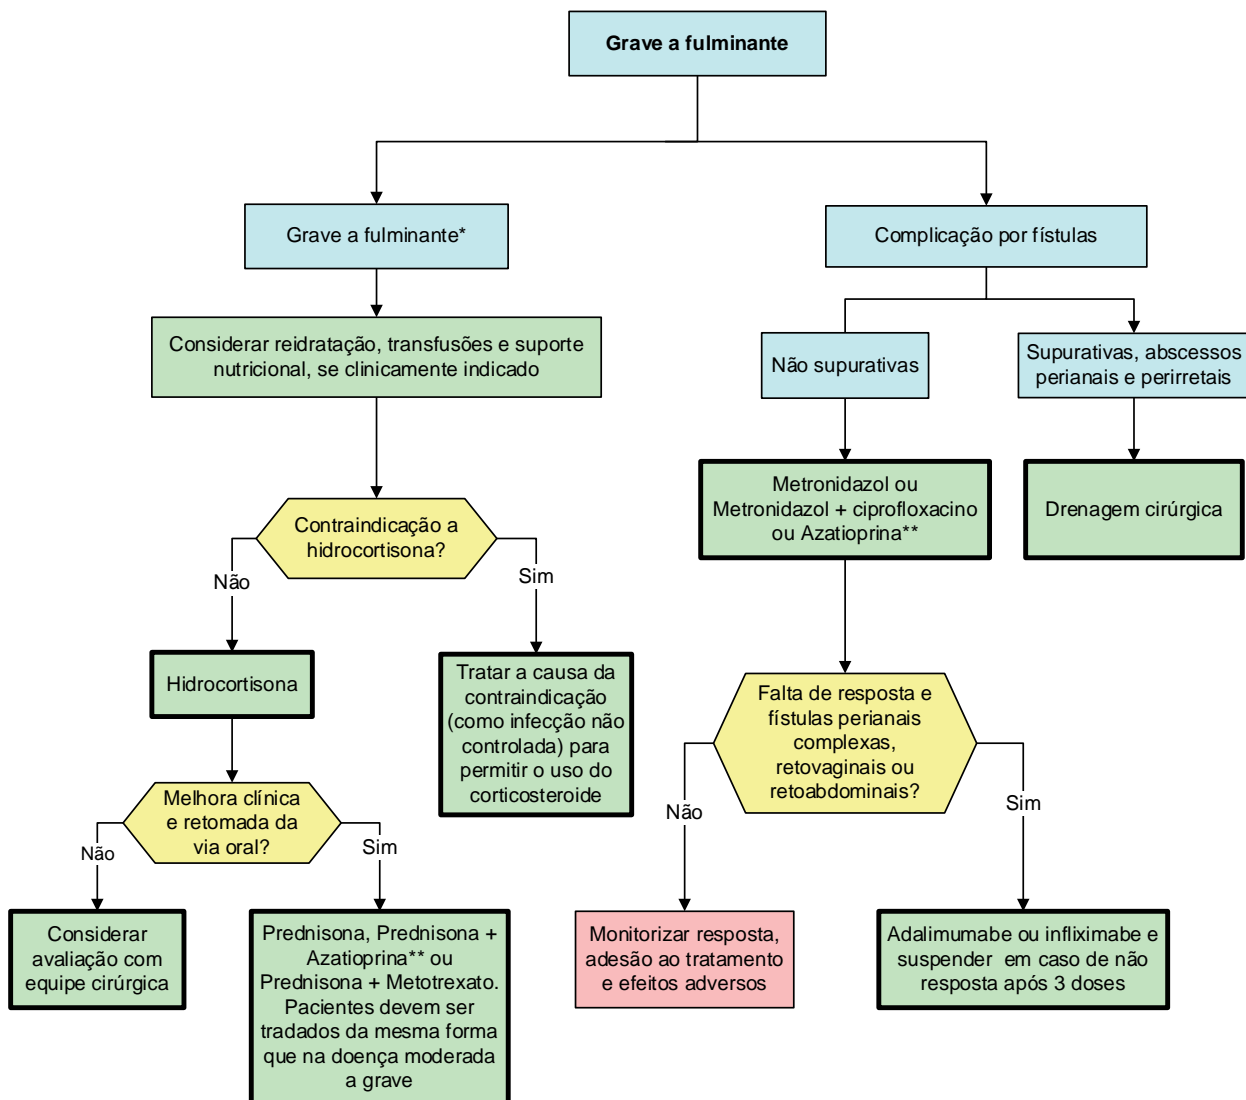 Grave a fulminante
Grave a fulminante*
Complicação por fístulas
Considerar reidratação, transfusões e suporte
nutricional, se clinicamente indicado
Não supurativas
Supurativas, abscessos
perianais e perirretais
Metronidazol ou
Metronidazol + ciprofloxacino
ou Azatioprina**
Drenagem cirúrgica
Contraindicação a
hidrocortisona?
Não
Sim
Hidrocortisona
Tratar a causa da
contraindicação
(como infecção não
controlada) para
permitir o uso do
corticosteroide
Falta de resposta e
fístulas perianais
complexas,
retovaginais ou
retoabdominais?
Não
Sim
Melhora clínica
e retomada da
via oral?
Não
Sim
Considerar
avaliação com
equipe cirúrgica
Prednisona, Prednisona +
Azatioprina** ou
Prednisona + Metotrexato.
Pacientes devem ser
tradados da mesma forma
que na doença moderada
a grave
Monitorizar resposta,
adesão ao tratamento
e efeitos adversos
Adalimumabe ou infliximabe e
suspender em caso de não
resposta após 3 doses